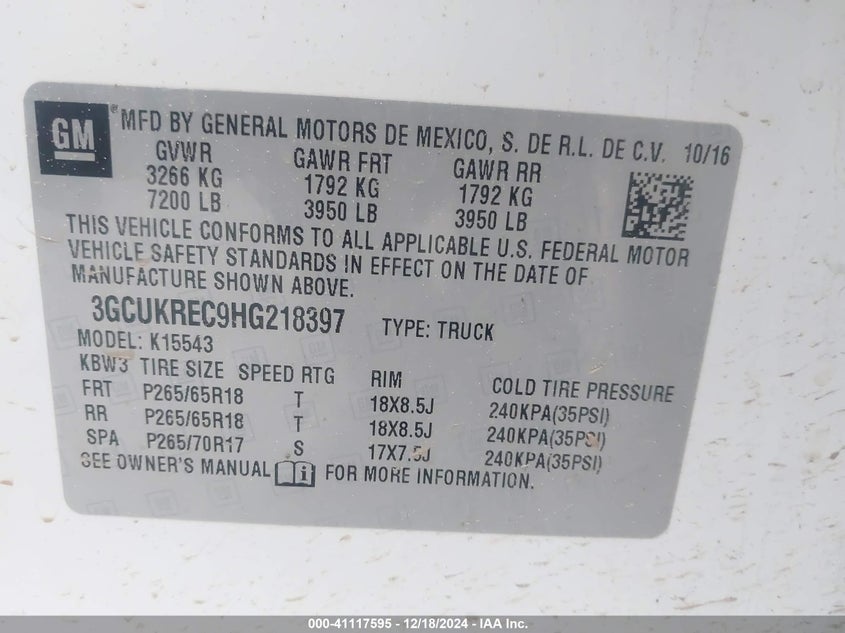 GM
® MFD BY GENERAL MOTORS DE MEXICO, S. DE R.L. DE C.V. 10/16
GVWR GAWR FRT GAWR RR
3266 KG 1792 KG 1792 KG
7200 LB 3950 LB 3950 LB
THIS VEHICLE CONFORMS TO ALL APPLICABLE U.S. FEDERAL MOTOR
VEHICLE SAFETY STANDARDS IN EFFECT ON THE DATE OF
MANUFACTURE SHOWN ABOVE.
3GCUKREC9HG218397 TYPE: TRUCK
MODEL: K15543
KBW3 TIRE SIZE SPEED RTG RIM COLD TIRE PRESSURE
FRT P265/65R18 T 18X8.5J 240KPA(35PSI)
RR P265/65R18 T 18X8.5J 240KPA(35PSI)
SPA P265/70R17 S 17X7.5J 240KPA(35PSI)
SEE OWNER'S MANUAL i FOR MORE INFORMATION.
000-41117595 - 12/18/2024 - IAA Inc.